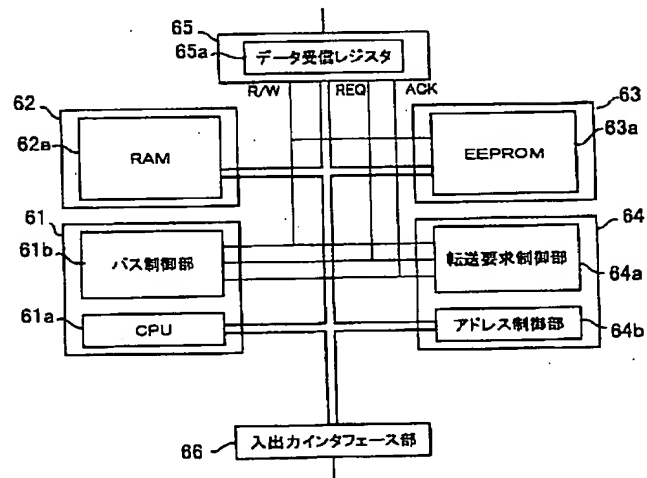 65
65a
データ受信レジスタ
R/W
REQ
ACK
62
62a
RAM
63
63a
EEPROM
61
61b
バス制御部
61a
CPU
64
転送要求制御部
64a
アドレス制御部
64b
66
入出力インタフェース部